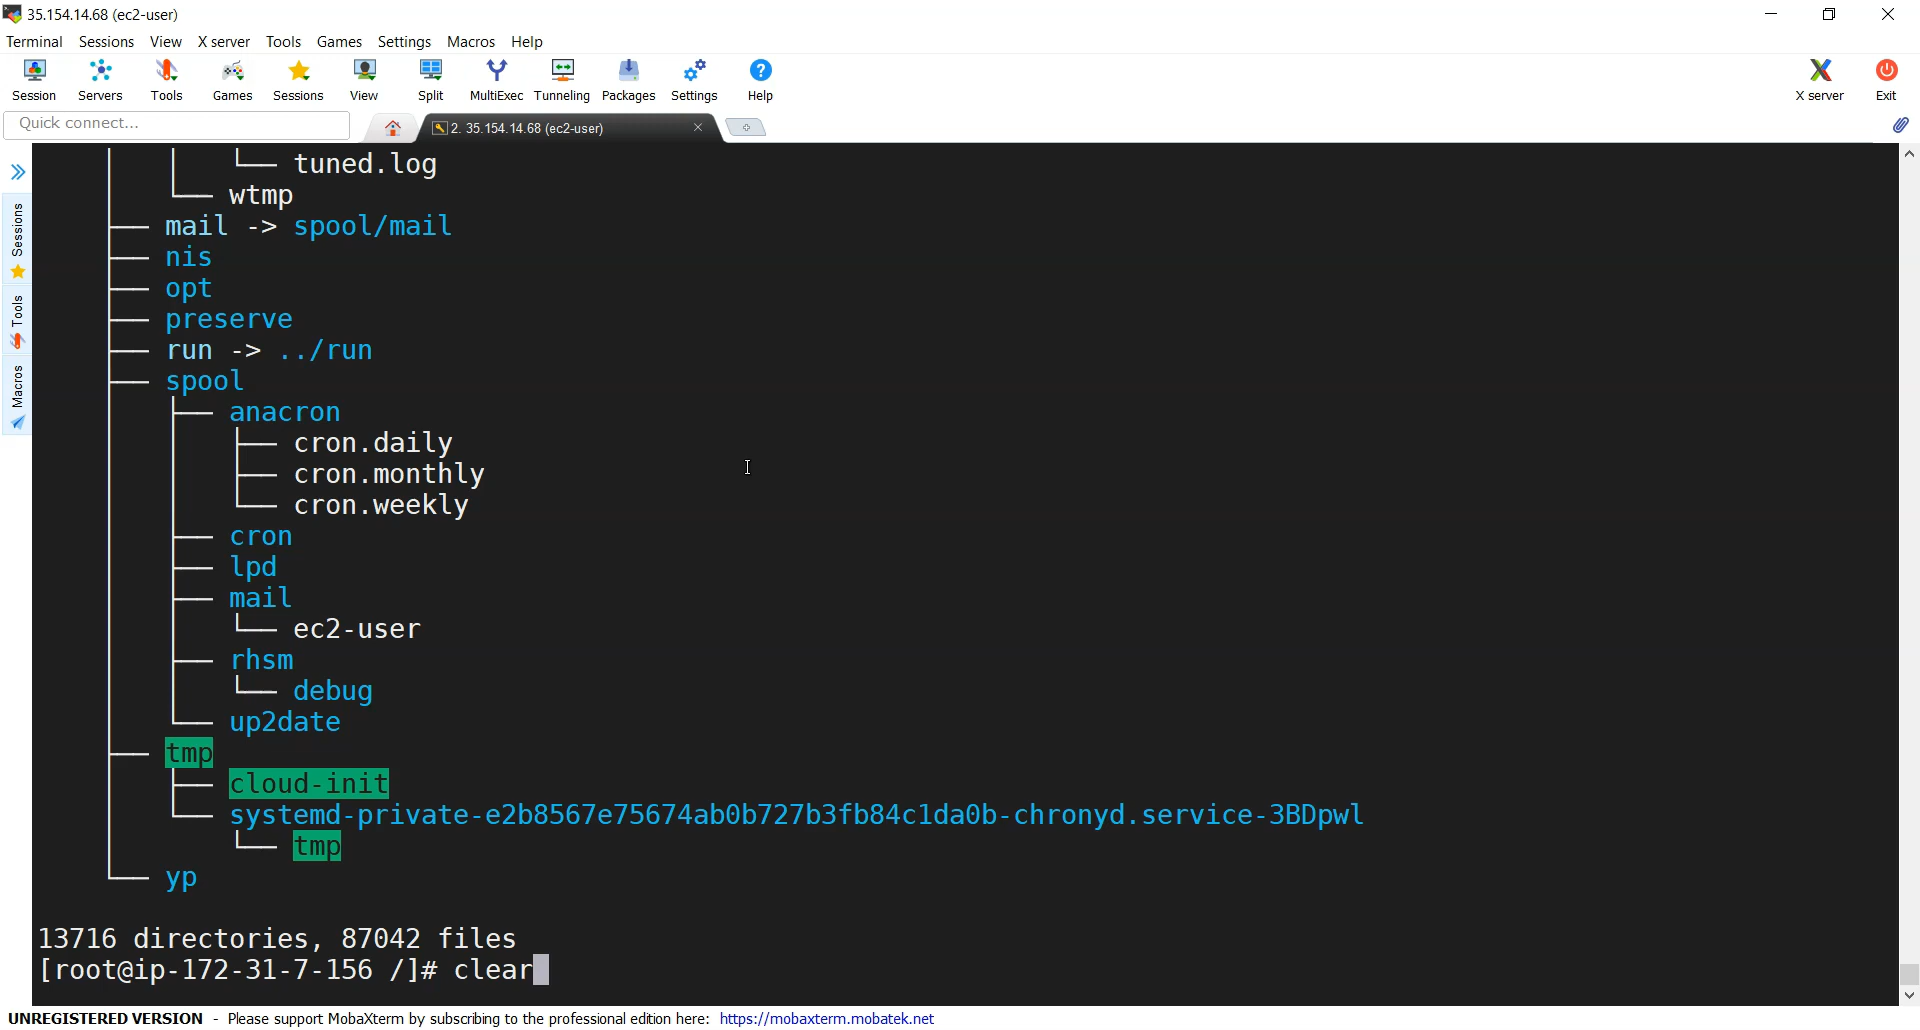 35.154.14.68 (ec2-user)
Terminal Sessions View X server Tools Games Settings Macros Help
Session Servers Tools Games Sessions View Split MultiExec Tunneling Packages Settings Help X server Exit
Quick connect... 2. 35.154.14.68 (ec2-user)
Sessions
Tools
Macros
└── tuned.log
└── wtmp
├── mail -> spool/mail
├── nis
├── opt
├── preserve
├── run -> ../run
├── spool
├── anacron
├── cron.daily
├── cron.monthly
└── cron.weekly
├── cron
├── lpd
├── mail
└── ec2-user
├── rhsm
└── debug
└── up2date
├── tmp
├── cloud-init
└── systemd-private-e2b8567e75674ab0b727b3fb84c1da0b-chronyd.service-3BDpwl
└── tmp
└── yp
13716 directories, 87042 files
[root@ip-172-31-7-156 /]# clear
UNREGISTERED VERSION - Please support MobaXterm by subscribing to the professional edition here: https://mobaxterm.mobatek.net